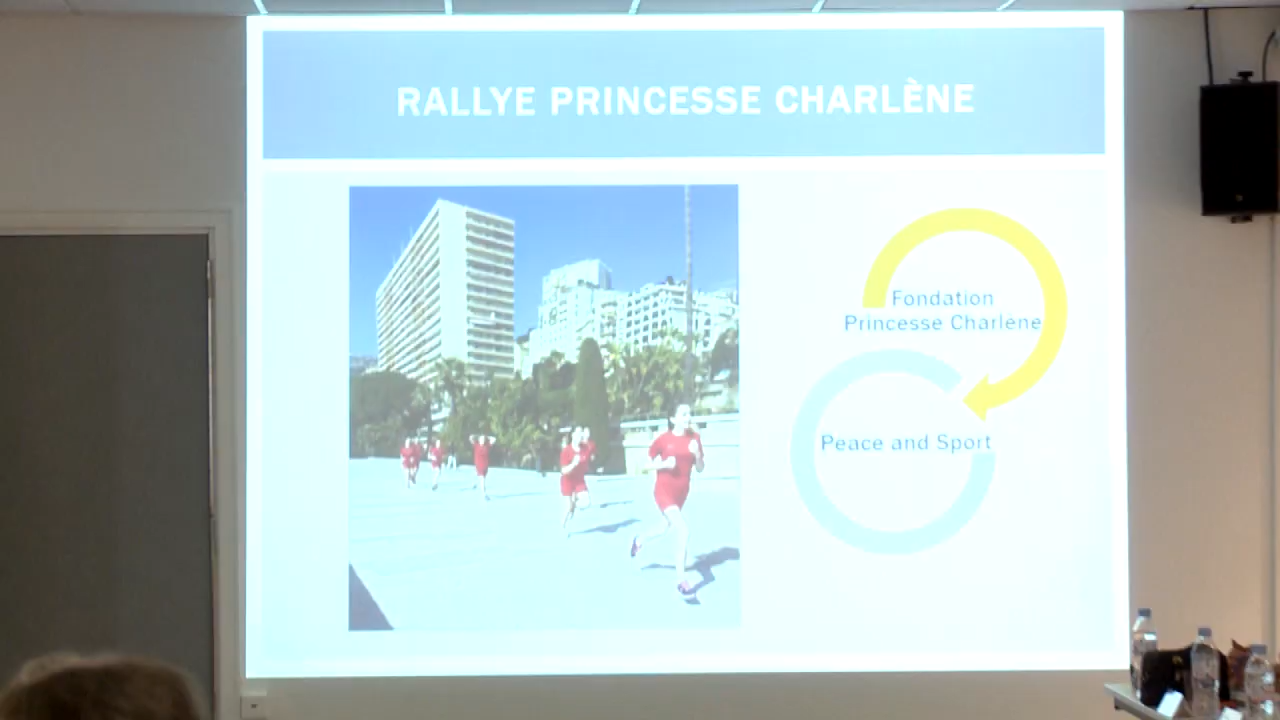 RALLYE PRINCESSE CHARLÈNE
Fondation
Princesse Charlène
Peace and Sport